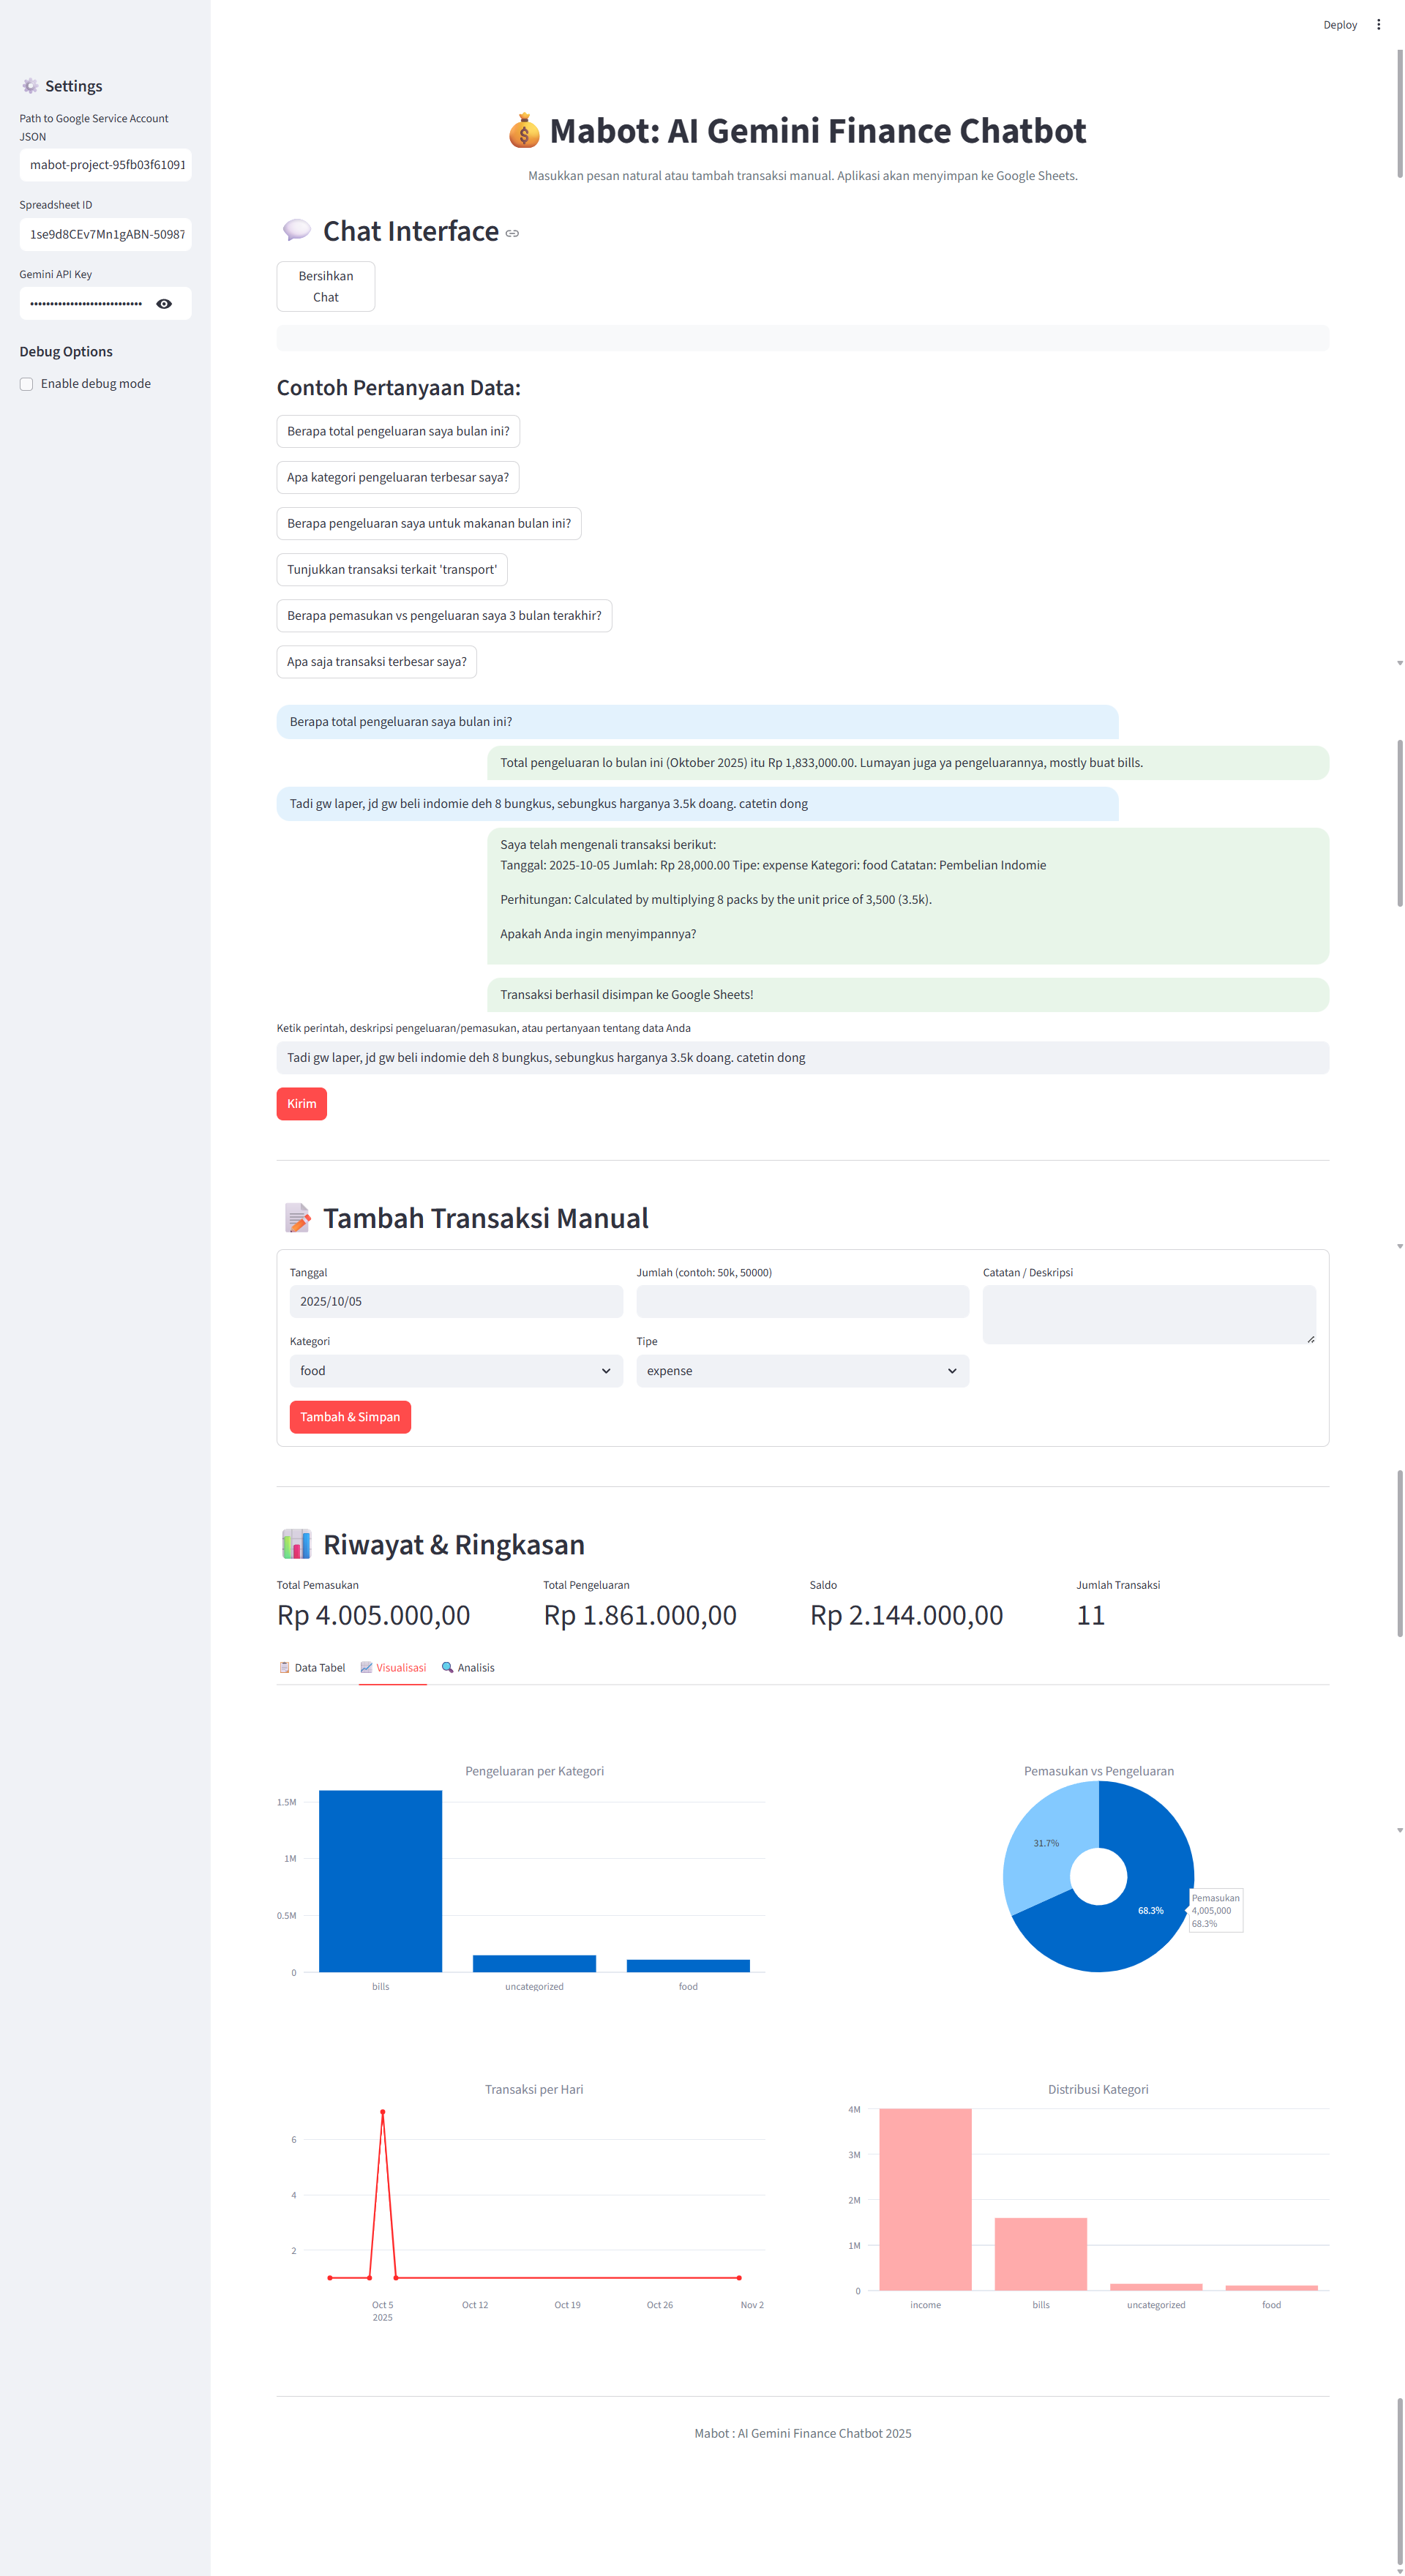 Deploy
Settings
Path to Google Service Account
JSON
mabot-project-95fb03f61091
Spreadsheet ID
1se9d8CEv7Mn1gABN-50987
Gemini API Key
Debug Options
Enable debug mode
Mabot: AI Gemini Finance Chatbot
Masukkan pesan natural atau tambah transaksi manual. Aplikasi akan menyimpan ke Google Sheets.
Chat Interface
Bersihkan
Chat
Contoh Pertanyaan Data:
Berapa total pengeluaran saya bulan ini?
Apa kategori pengeluaran terbesar saya?
Berapa pengeluaran saya untuk makanan bulan ini?
Tunjukkan transaksi terkait 'transport'
Berapa pemasukan vs pengeluaran saya 3 bulan terakhir?
Apa saja transaksi terbesar saya?
Berapa total pengeluaran saya bulan ini?
Total pengeluaran lo bulan ini (Oktober 2025) itu Rp 1,833,000.00. Lumayan juga ya pengeluarannya, mostly buat bills.
Tadi gw laper, jd gw beli indomie deh 8 bungkus, sebungkus harganya 3.5k doang. catetin dong
Saya telah mengenali transaksi berikut:
Tanggal: 2025-10-05 Jumlah: Rp 28,000.00 Tipe: expense Kategori: food Catatan: Pembelian Indomie
Perhitungan: Calculated by multiplying 8 packs by the unit price of 3,500 (3.5k).
Apakah Anda ingin menyimpannya?
Transaksi berhasil disimpan ke Google Sheets!
Ketik perintah, deskripsi pengeluaran/pemasukan, atau pertanyaan tentang data Anda
Tadi gw laper, jd gw beli indomie deh 8 bungkus, sebungkus harganya 3.5k doang. catetin dong
Kirim
Tambah Transaksi Manual
Tanggal
Jumlah (contoh: 50k, 50000)
Catatan / Deskripsi
2025/10/05
Kategori
Tipe
food
expense
Tambah & Simpan
Riwayat & Ringkasan
Total Pemasukan
Total Pengeluaran
Saldo
Jumlah Transaksi
Rp 4.005.000,00
Rp 1.861.000,00
Rp 2.144.000,00
11
Data Tabel
Visualisasi
Analisis
Pengeluaran per Kategori
1.5M
1M
0.5M
0
bills
uncategorized
food
Pemasukan vs Pengeluaran
31.7%
68.3%
Pemasukan
4,005,000
68.3%
Transaksi per Hari
6
4
2
Oct 5
2025
Oct 12
Oct 19
Oct 26
Nov 2
Distribusi Kategori
4M
3M
2M
1M
0
income
bills
uncategorized
food
Mabot : AI Gemini Finance Chatbot 2025